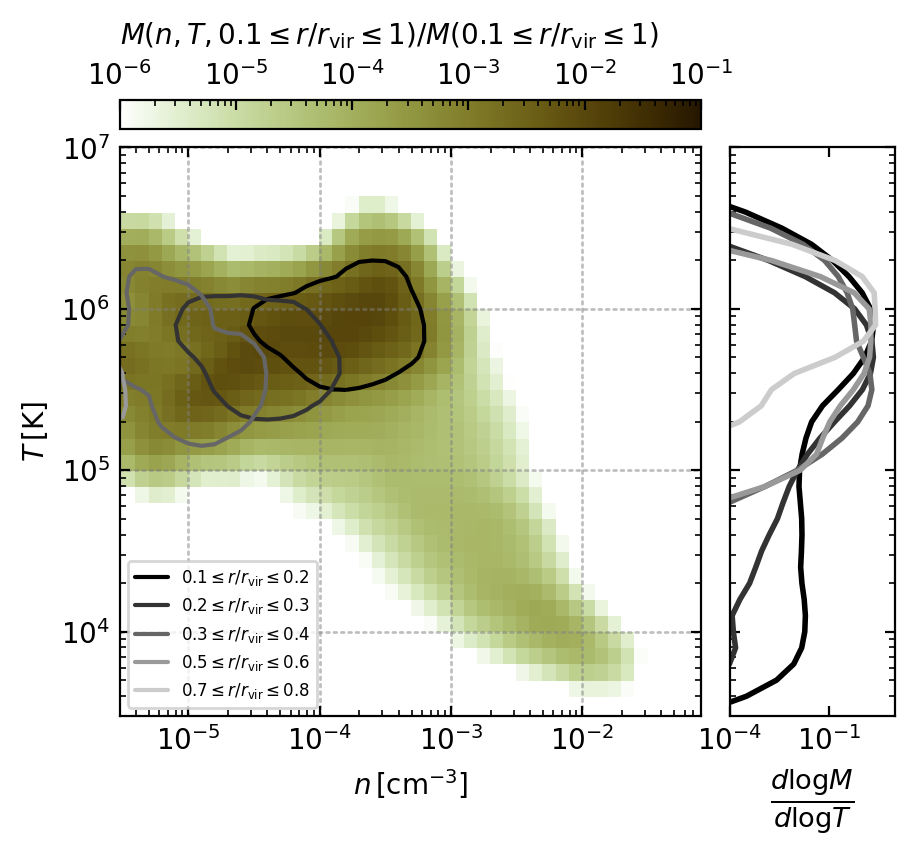 M(n, T, 0.1 ≤ r/r_vir ≤ 1)/M(0.1 ≤ r/r_vir ≤ 1)
10^−6 10^−5 10^−4 10^−3 10^−2 10^−1
10^7
10^6
10^5
10^4
T [K]
0.1 ≤ r/r_vir ≤ 0.2
0.2 ≤ r/r_vir ≤ 0.3
0.3 ≤ r/r_vir ≤ 0.4
0.5 ≤ r/r_vir ≤ 0.6
0.7 ≤ r/r_vir ≤ 0.8
10^−5 10^−4 10^−3 10^−2
n [cm^−3]
10^−4 10^−1
dlogM
dlogT